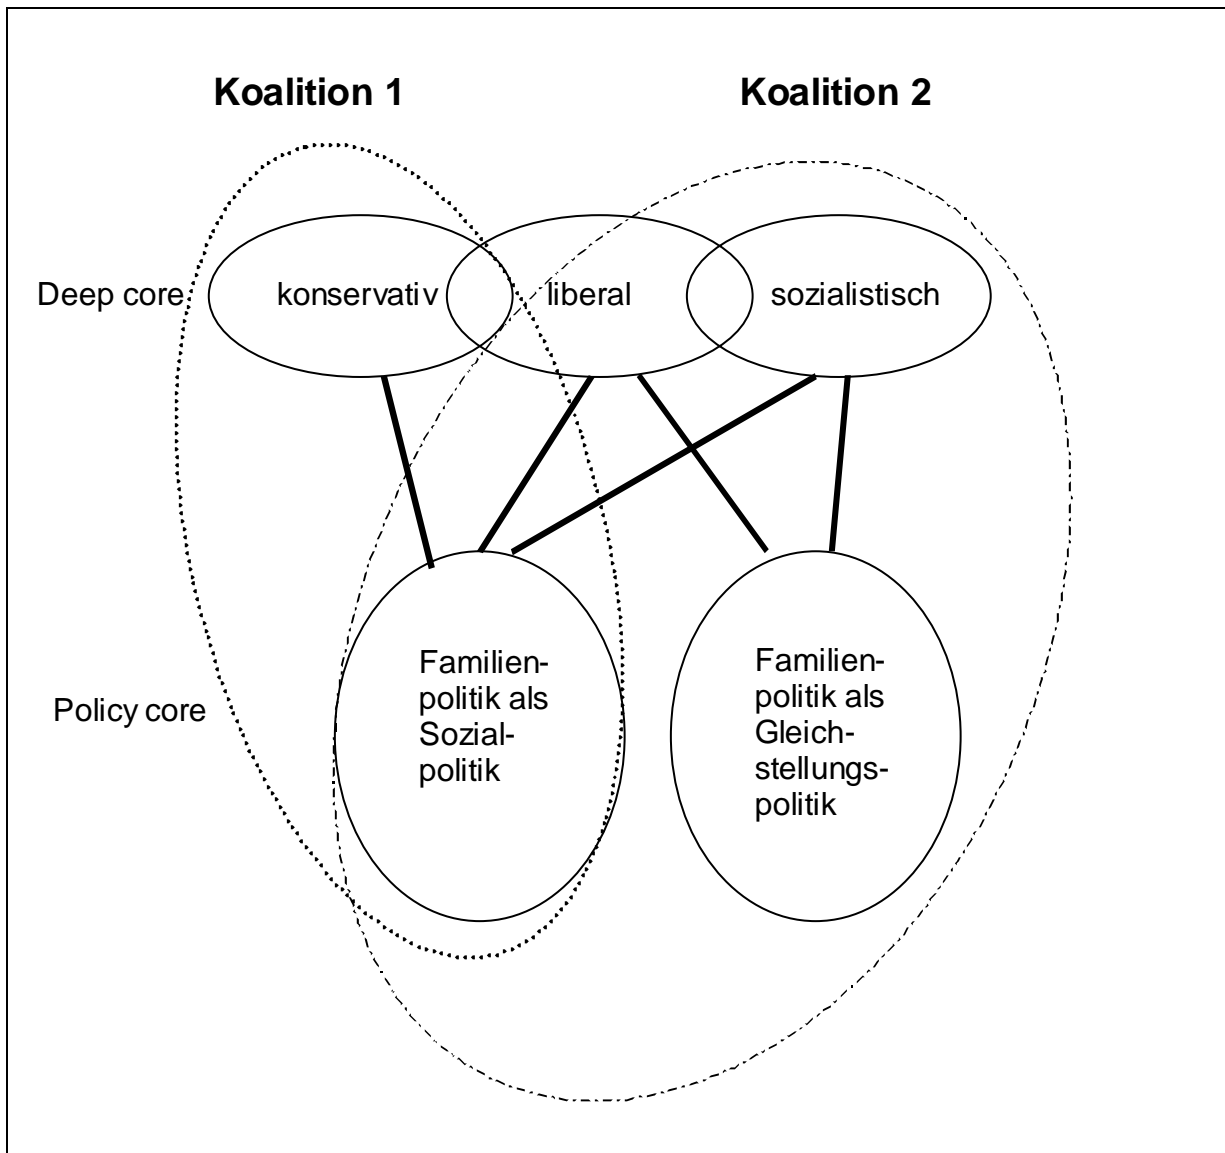 Koalition 1
Koalition 2
Deep core
konservativ
liberal
sozialistisch
Policy core
Familien-
politik als
Sozial-
politik
Familien-
politik als
Gleich-
stellungs-
politik